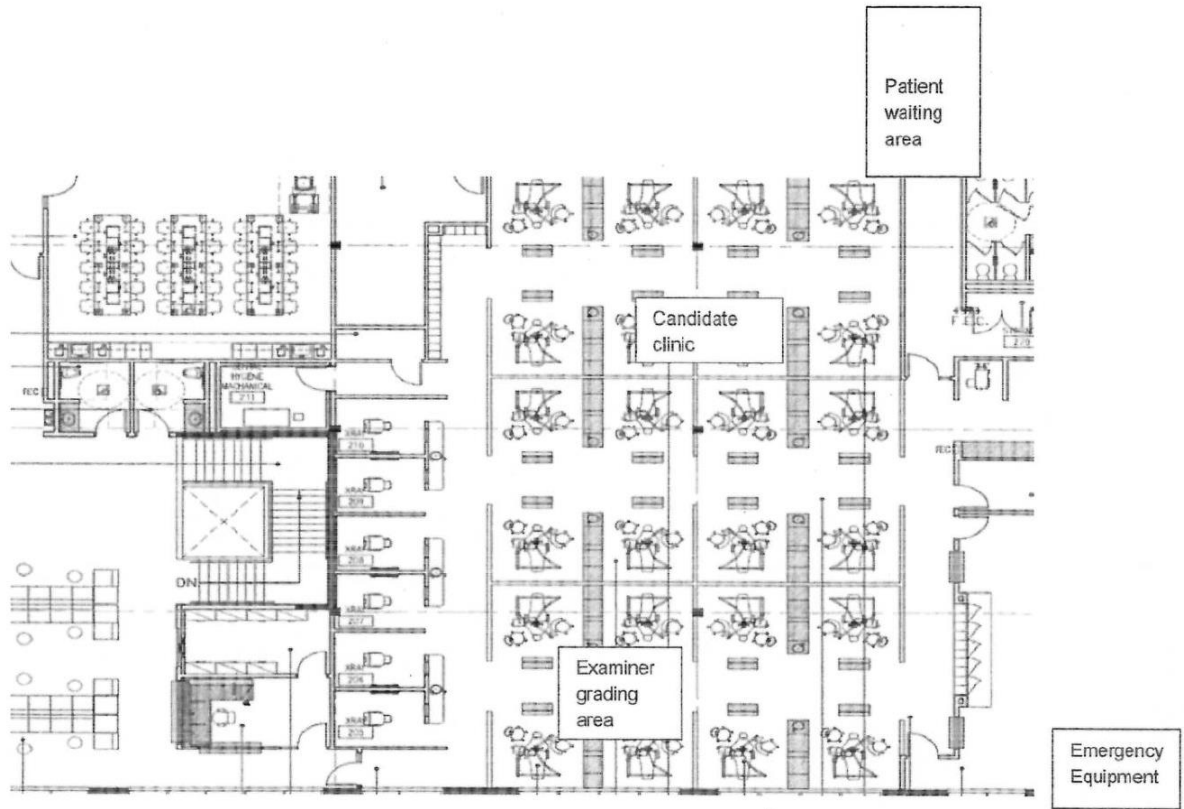 Patient
waiting
area
Candidate
clinic
F.E.C.
HYGIENE
MECHANICAL
211
FEC
XRAY
210
FEC
XRAY
209
XRAY
208
DN
XRAY
207
XRAY
206
XRAY
205
Examiner
grading
area
Emergency
Equipment